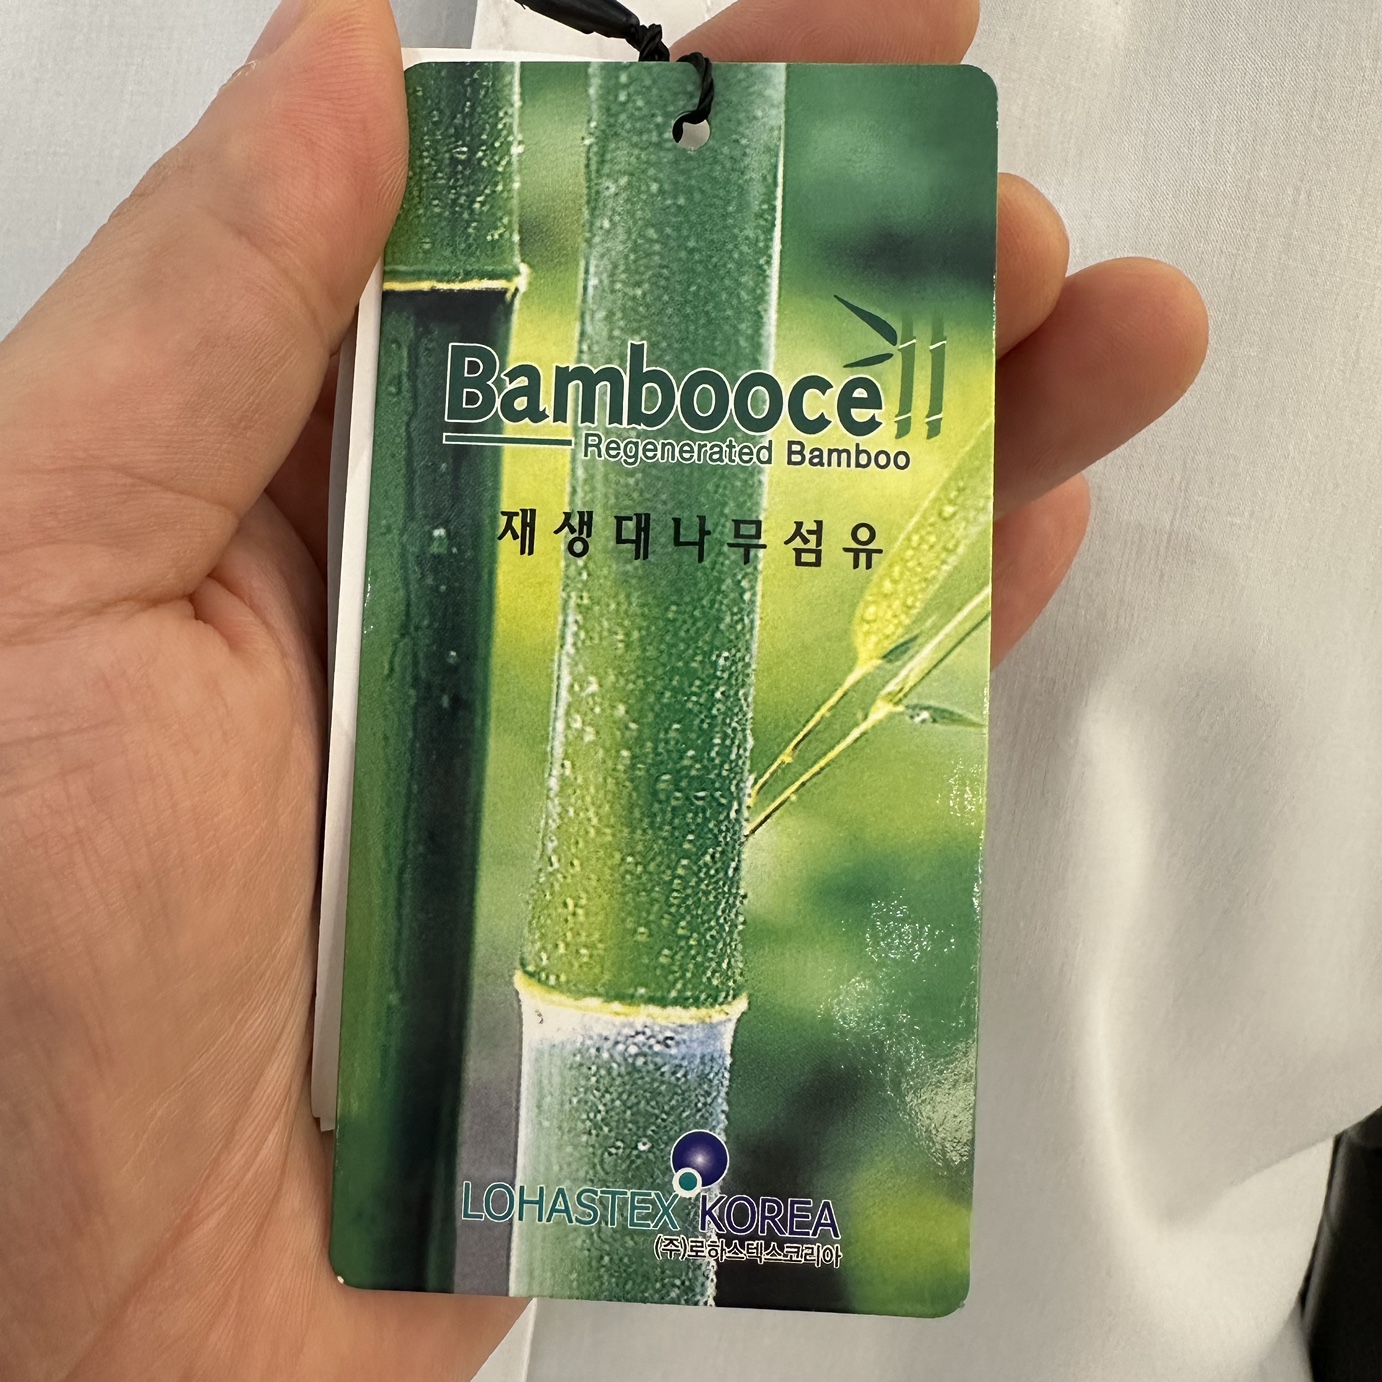 Bamboocell
Regenerated Bamboo
재생대나무섬유
LOHASTEX KOREA
(주)로하스텍스코리아